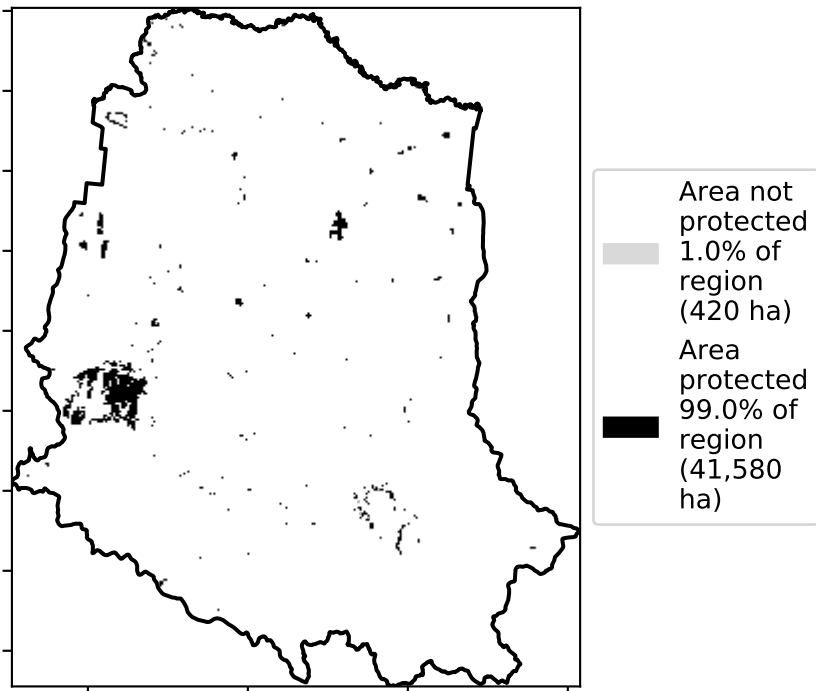 Area not
protected
1.0% of
region
(420 ha)
Area
protected
99.0% of
region
(41,580
ha)